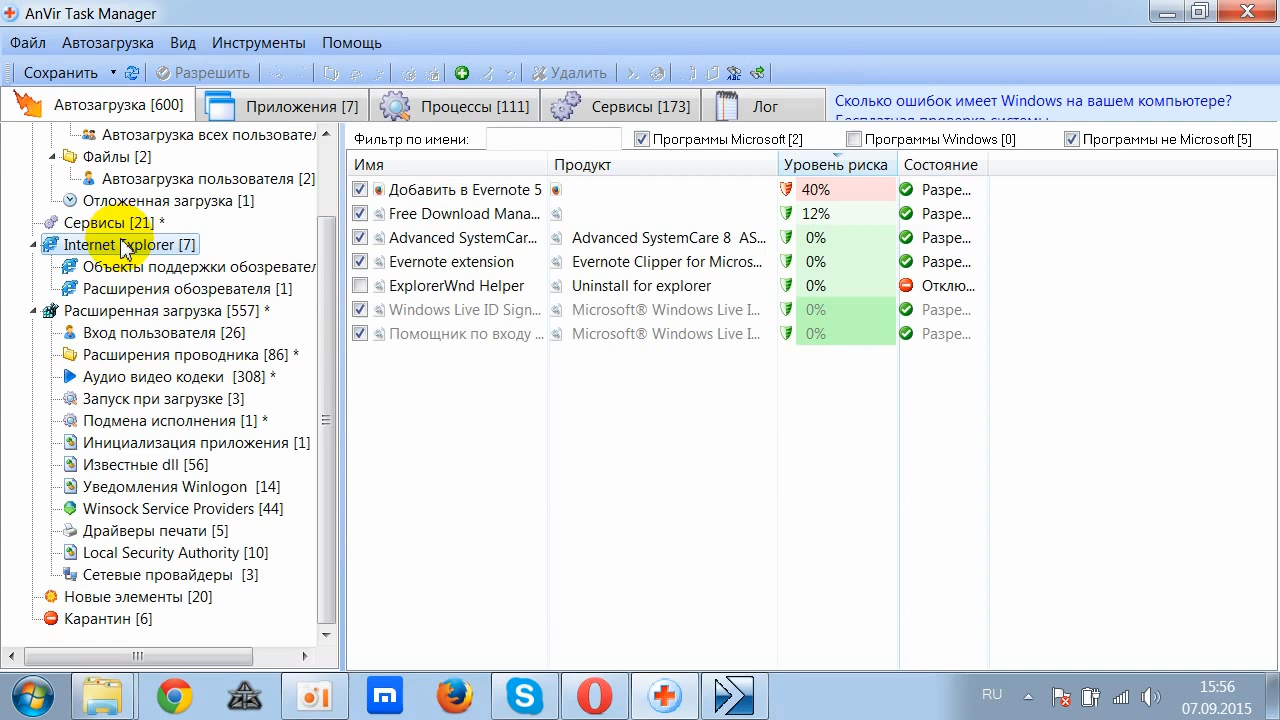 AnVir Task Manager
Файл Автозагрузка Вид Инструменты Помощь
Сохранить Разрешить Удалить
Автозагрузка [600] Приложения [7] Процессы [111] Сервисы [173] Лог
Сколько ошибок имеет Windows на вашем компьютере?
Бесплатная проверка системы
Фильтр по имени: Программы Microsoft [2] Программы Windows [0] Программы не Microsoft [5]
Автозагрузка всех пользовател
Файлы [2]
Автозагрузка пользователя [2]
Отложенная загрузка [1]
Сервисы [21] *
Internet Explorer [7]
Объекты поддержки обозревател
Расширения обозревателя [1]
Расширенная загрузка [557] *
Вход пользователя [26]
Расширения проводника [86] *
Аудио видео кодеки [308] *
Запуск при загрузке [3]
Подмена исполнения [1] *
Инициализация приложения [1]
Известные dll [56]
Уведомления Winlogon [14]
Winsock Service Providers [44]
Драйверы печати [5]
Local Security Authority [10]
Сетевые провайдеры [3]
Новые элементы [20]
Карантин [6]
Имя Продукт Уровень риска Состояние
Добавить в Evernote 5 40% Разре...
Free Download Mana... 12% Разре...
Advanced SystemCar... Advanced SystemCare 8 AS... 0% Разре...
Evernote extension Evernote Clipper for Micros... 0% Разре...
ExplorerWnd Helper Uninstall for explorer 0% Отклю...
Windows Live ID Sign... Microsoft® Windows Live I... 0% Разре...
Помощник по входу ... Microsoft® Windows Live I... 0% Разре...
RU 15:56
07.09.2015